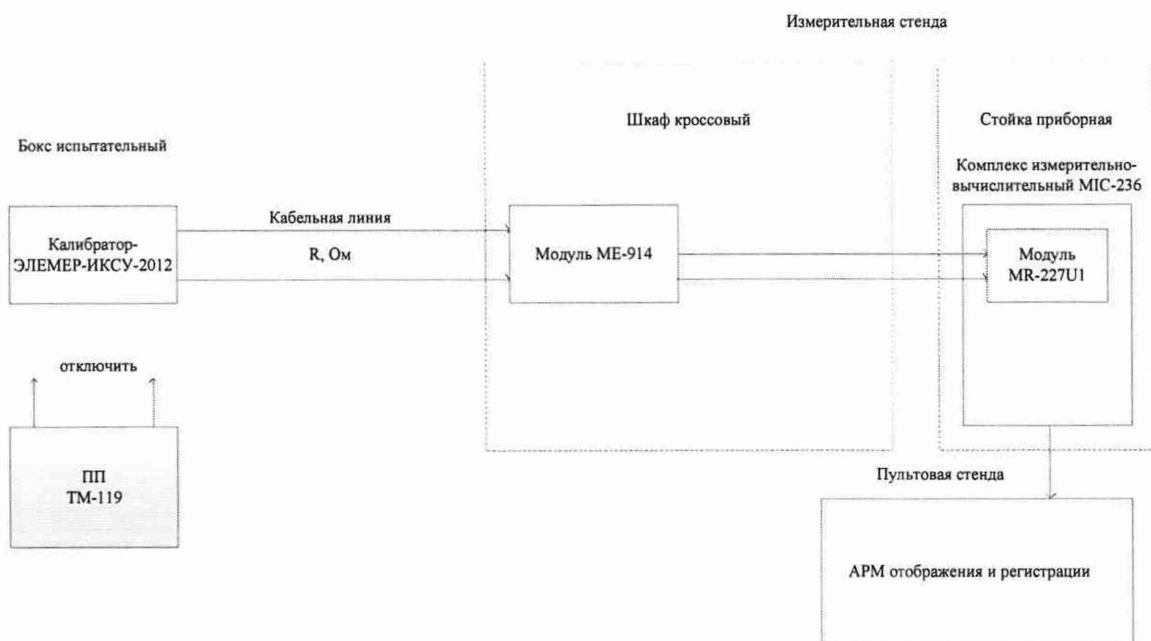 Измерительная стенда
Шкаф кроссовый
Стойка приборная
Бокс испытательный
Комплекс измерительно-
вычислительный MIC-236
Калибратор-
ЭЛЕМЕР-ИКСУ-2012
Кабельная линия
R, Ом
Модуль МЕ-914
Модуль
MR-227U1
отключить
ПП
ТМ-119
Пультовая стенда
АРМ отображения и регистрации